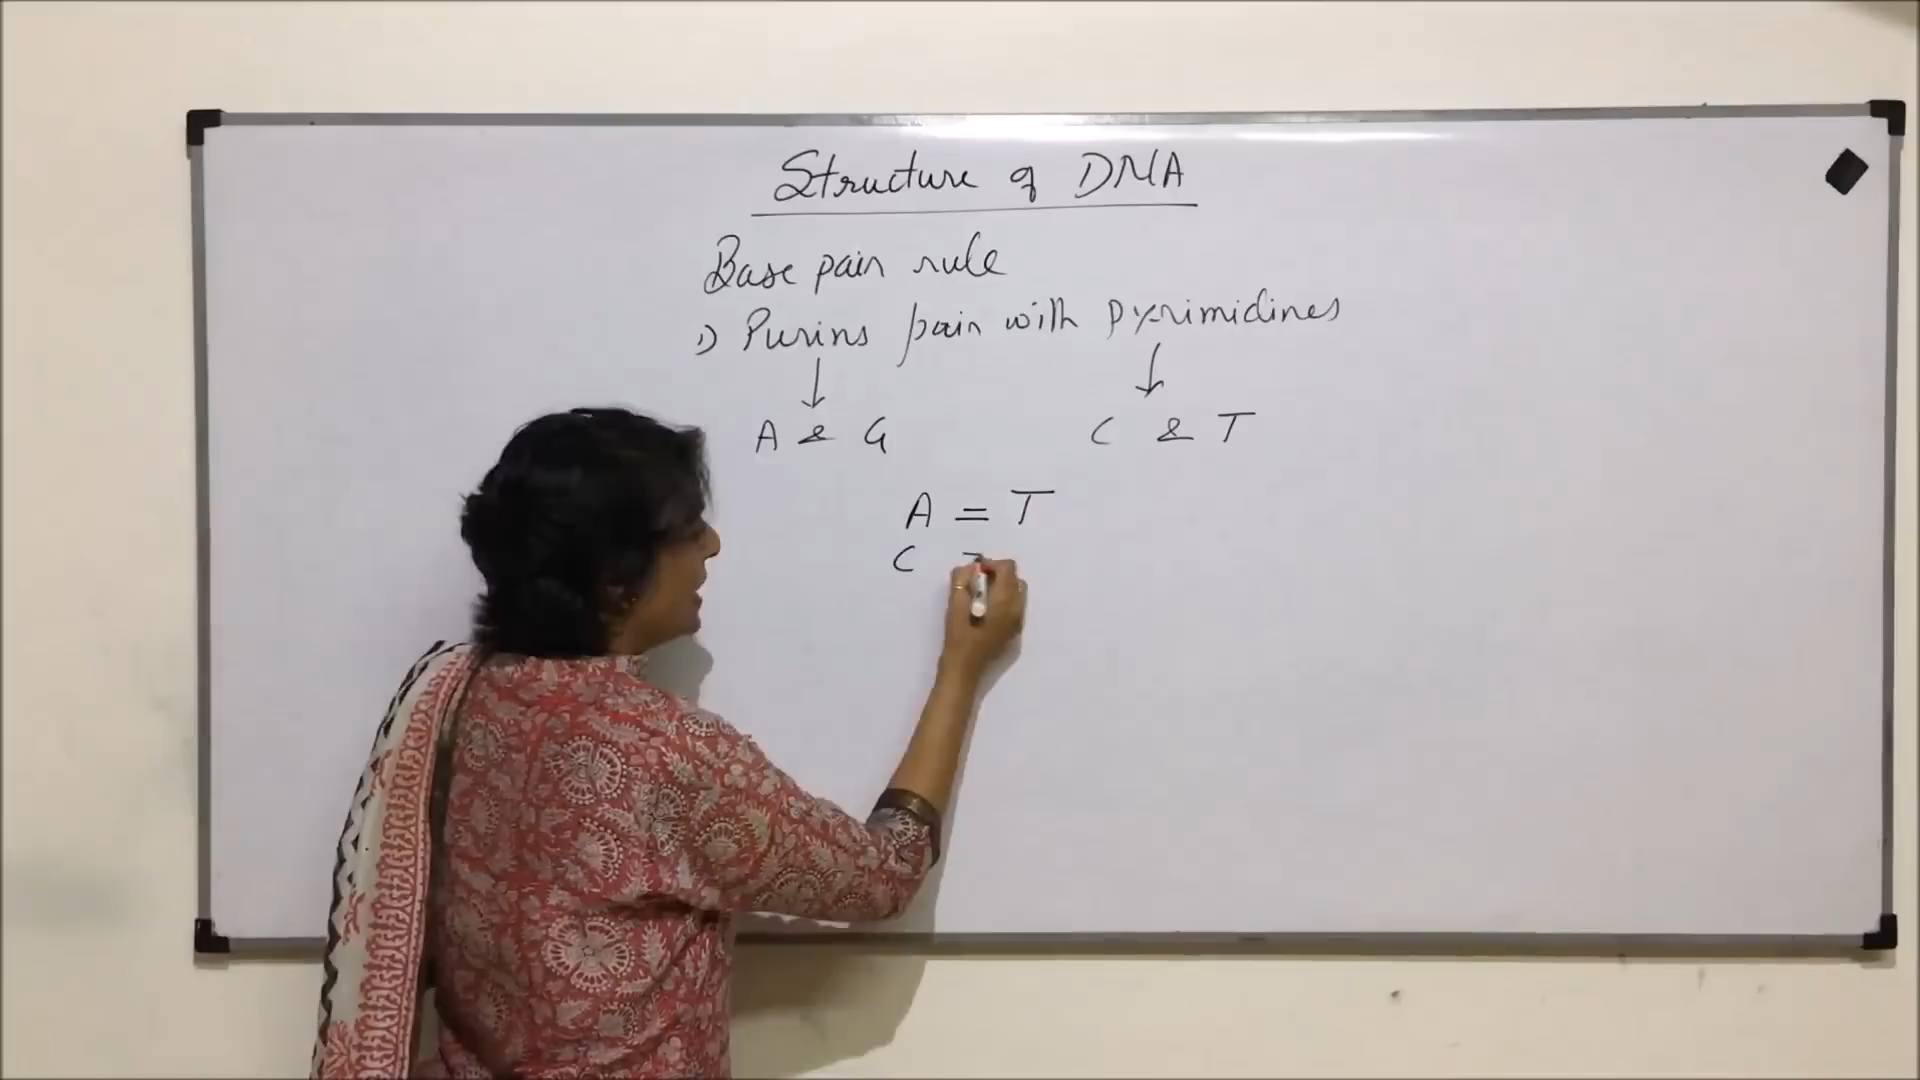 Structure of DNA
Base pair rule
1) Purins pair with pyrimidines
↓ ↓
A & G C & T
A = T
C